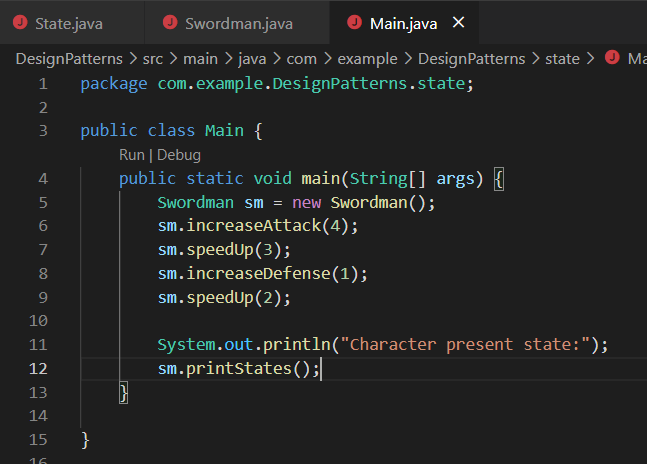 State.java Swordman.java Main.java
DesignPatterns > src > main > java > com > example > DesignPatterns > state >
1 package com.example.DesignPatterns.state;
2
3 public class Main {
Run | Debug
4 public static void main(String[] args) {
5 Swordman sm = new Swordman();
6 sm.increaseAttack(4);
7 sm.speedUp(3);
8 sm.increaseDefense(1);
9 sm.speedUp(2);
10
11 System.out.println("Character present state:");
12 sm.printStates();
13 }
14
15 }
16